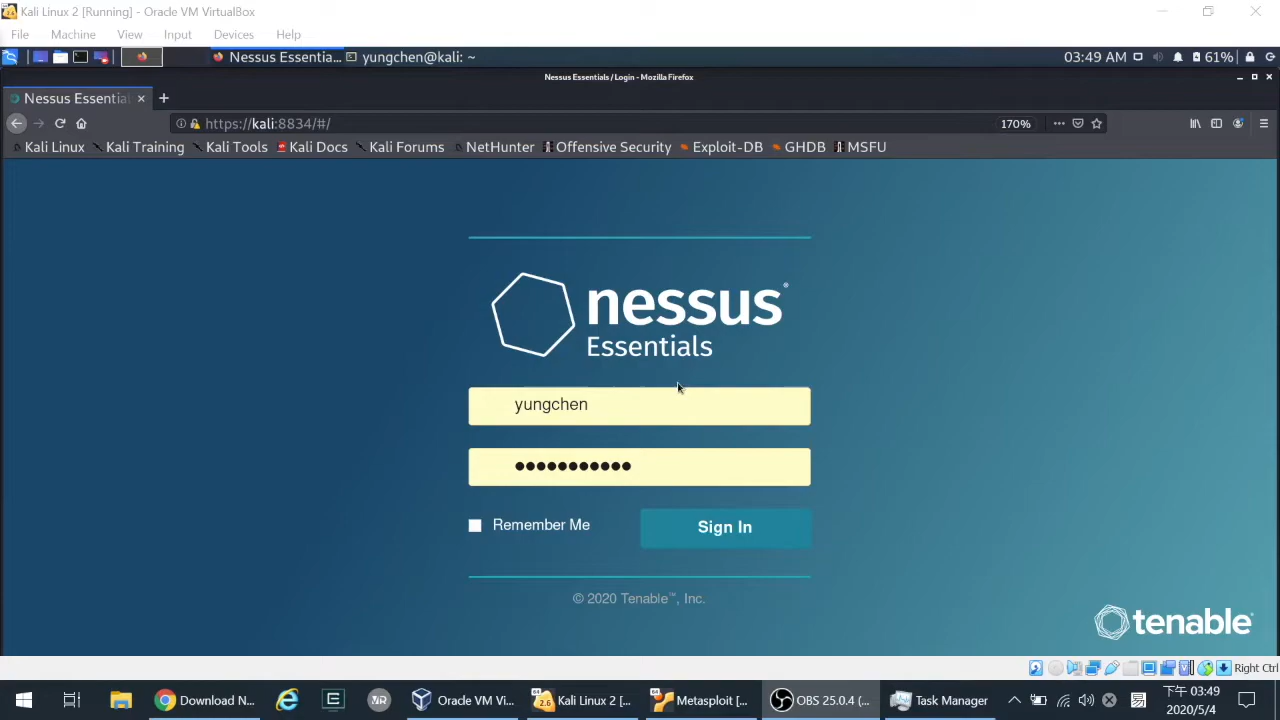 Kali Linux 2 [Running] - Oracle VM VirtualBox
File Machine View Input Devices Help
Nessus Essentia... yungchen@kali: ~ 03:49 AM 61%
Nessus Essentials / Login - Mozilla Firefox
Nessus Essential
https://kali:8834/#/ 170%
Kali Linux Kali Training Kali Tools Kali Docs Kali Forums NetHunter Offensive Security Exploit-DB GHDB MSFU
nessus®
Essentials
yungchen
●●●●●●●●●●●
Remember Me Sign In
© 2020 Tenable™, Inc.
tenable
Right Ctrl
Download N... Oracle VM Vi... Kali Linux 2 [... Metasploit [... OBS 25.0.4 (... Task Manager 下午 03:49
2020/5/4